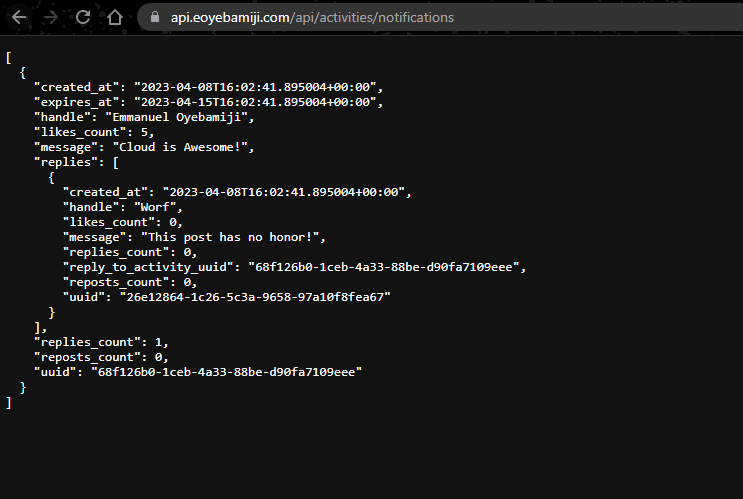 api.eoyebamiji.com/api/activities/notifications
[
  {
    "created_at": "2023-04-08T16:02:41.895004+00:00",
    "expires_at": "2023-04-15T16:02:41.895004+00:00",
    "handle": "Emmanuel Oyebamiji",
    "likes_count": 5,
    "message": "Cloud is Awesome!",
    "replies": [
      {
        "created_at": "2023-04-08T16:02:41.895004+00:00",
        "handle": "Worf",
        "likes_count": 0,
        "message": "This post has no honor!",
        "replies_count": 0,
        "reply_to_activity_uuid": "68f126b0-1ceb-4a33-88be-d90fa7109eee",
        "reposts_count": 0,
        "uuid": "26e12864-1c26-5c3a-9658-97a10f8fea67"
      }
    ],
    "replies_count": 1,
    "reposts_count": 0,
    "uuid": "68f126b0-1ceb-4a33-88be-d90fa7109eee"
  }
]